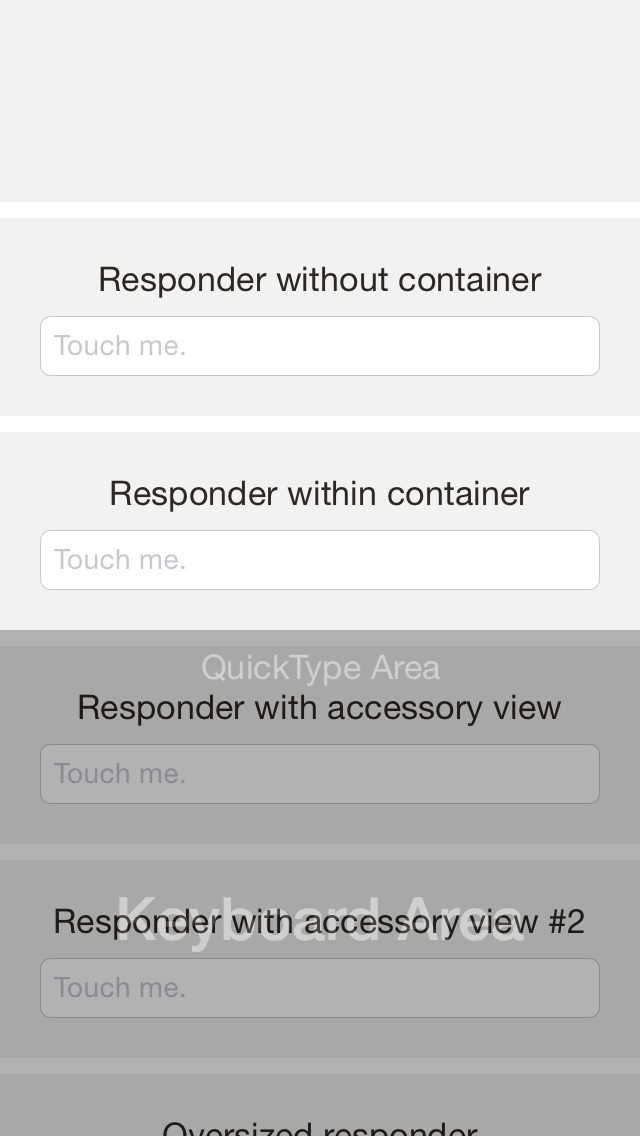 Responder without container
Touch me.
Responder within container
Touch me.
QuickType Area
Responder with accessory view
Touch me.
Keyboard Area
Responder with accessory view #2
Touch me.
Oversized responder